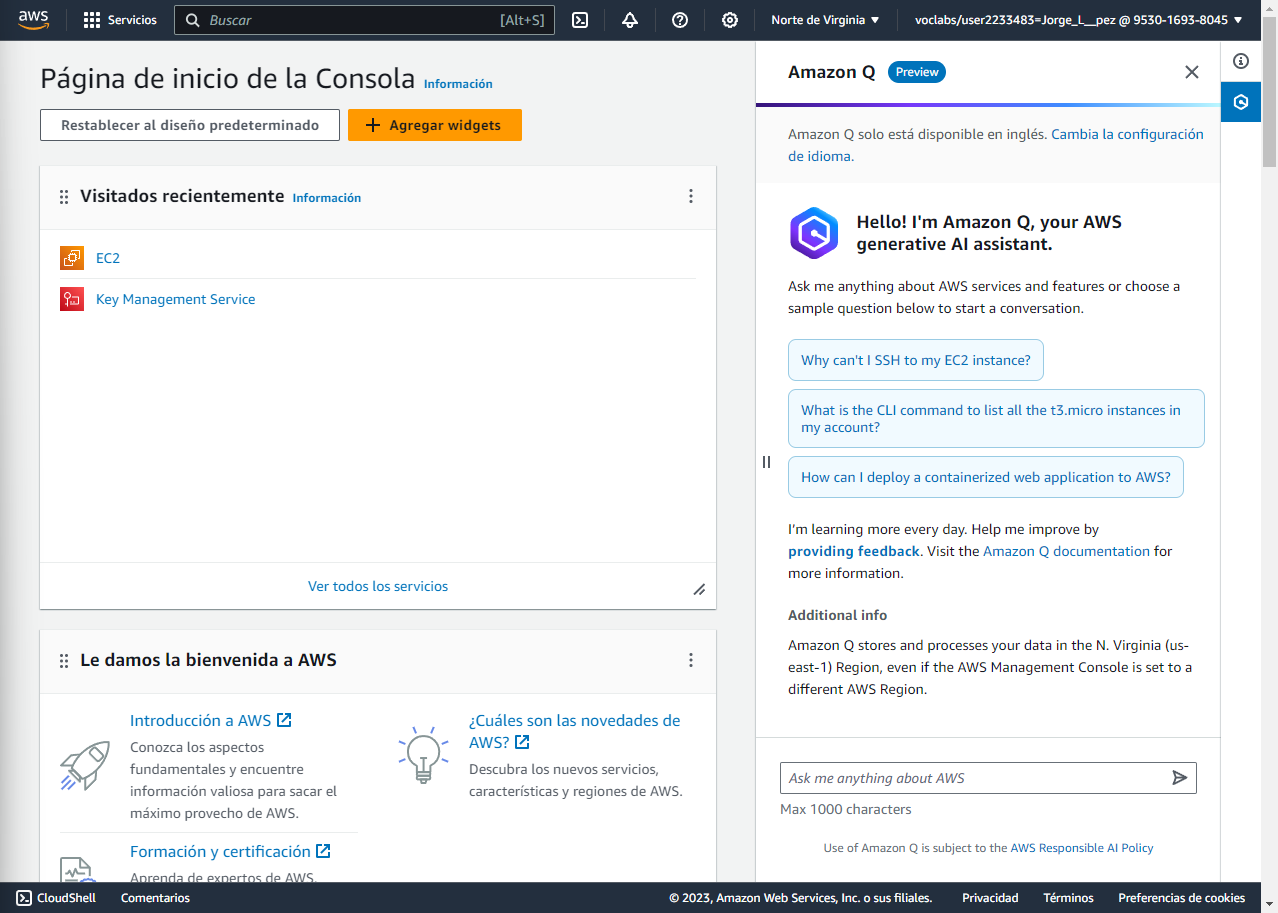 aws
Servicios
Buscar
[Alt+S]
Norte de Virginia
voclabs/user2233483=Jorge_L__pez @ 9530-1693-8045
Página de inicio de la Consola
Información
Restablecer al diseño predeterminado
Agregar widgets
Visitados recientemente
Información
EC2
Key Management Service
Ver todos los servicios
Le damos la bienvenida a AWS
Introducción a AWS
Conozca los aspectos
fundamentales y encuentre
información valiosa para sacar el
máximo provecho de AWS.
Formación y certificación
Aprenda de expertos de AWS.
¿Cuáles son las novedades de
AWS?
Descubra los nuevos servicios,
características y regiones de AWS.
Amazon Q
Preview
Amazon Q solo está disponible en inglés. Cambia la configuración
de idioma.
Hello! I'm Amazon Q, your AWS
generative AI assistant.
Ask me anything about AWS services and features or choose a
sample question below to start a conversation.
Why can't I SSH to my EC2 instance?
What is the CLI command to list all the t3.micro instances in
my account?
How can I deploy a containerized web application to AWS?
I'm learning more every day. Help me improve by
providing feedback. Visit the Amazon Q documentation for
more information.
Additional info
Amazon Q stores and processes your data in the N. Virginia (us-
east-1) Region, even if the AWS Management Console is set to a
different AWS Region.
Ask me anything about AWS
Max 1000 characters
Use of Amazon Q is subject to the AWS Responsible AI Policy
CloudShell
Comentarios
© 2023, Amazon Web Services, Inc. o sus filiales.
Privacidad
Términos
Preferencias de cookies